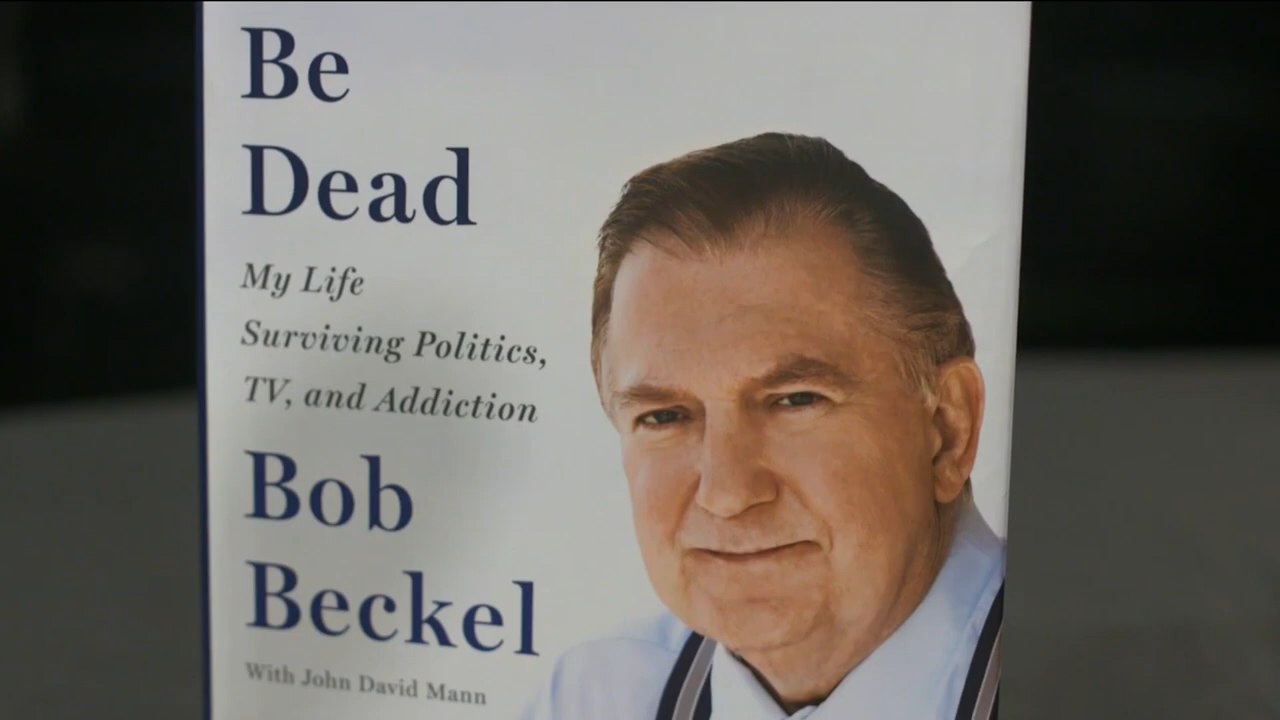 Be
Dead
My Life
Surviving Politics,
TV, and Addiction
Bob
Beckel
With John David Mann